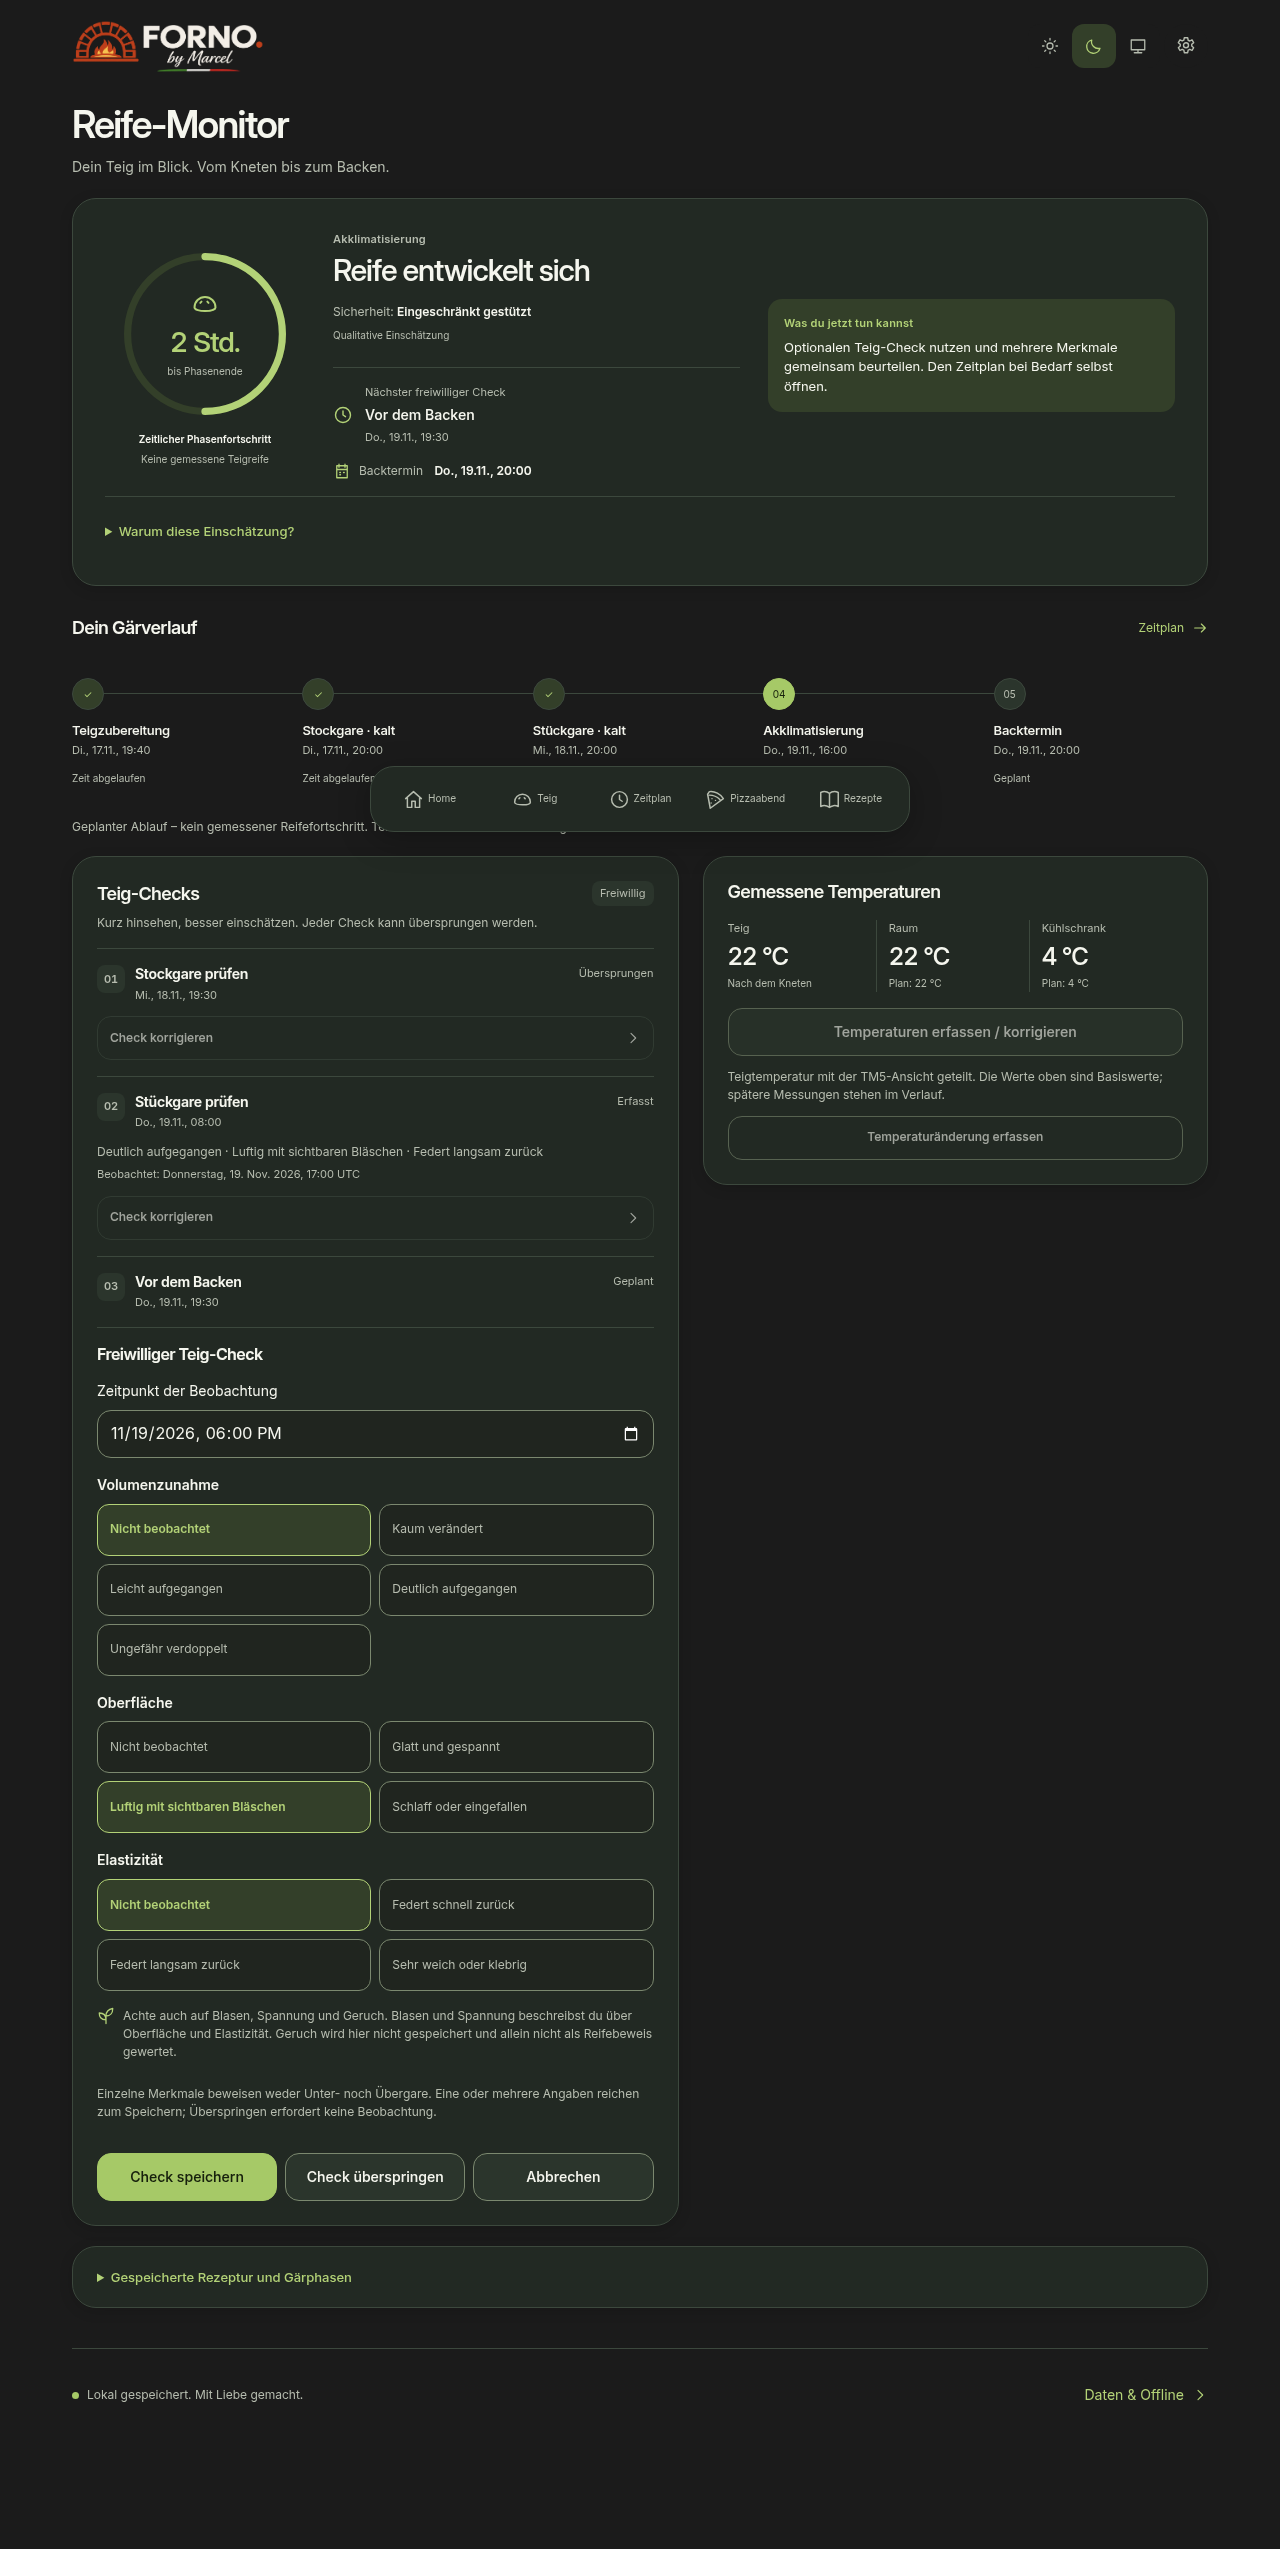 FORNO.
by Marcel
Reife-Monitor
Dein Teig im Blick. Vom Kneten bis zum Backen.
2 Std.
bis Phasenende
Zeitlicher Phasenfortschritt
Keine gemessene Teigreife
Akklimatisierung
Reife entwickelt sich
Sicherheit: Eingeschränkt gestützt
Qualitative Einschätzung
Nächster freiwilliger Check
Vor dem Backen
Do., 19.11., 19:30
Backtermin Do., 19.11., 20:00
Was du jetzt tun kannst
Optionalen Teig-Check nutzen und mehrere Merkmale
gemeinsam beurteilen. Den Zeitplan bei Bedarf selbst
öffnen.
Warum diese Einschätzung?
Dein Gärverlauf
Zeitplan
04
05
Teigzubereitung
Di., 17.11., 19:40
Zeit abgelaufen
Stockgare · kalt
Di., 17.11., 20:00
Zeit abgelaufen
Stückgare · kalt
Mi., 18.11., 20:00
Akklimatisierung
Do., 19.11., 16:00
Backtermin
Do., 19.11., 20:00
Geplant
Home
Teig
Zeitplan
Pizzaabend
Rezepte
Geplanter Ablauf – kein gemessener Reifefortschritt.
Teig-Checks
Freiwillig
Kurz hinsehen, besser einschätzen. Jeder Check kann übersprungen werden.
01
Stockgare prüfen
Übersprungen
Mi., 18.11., 19:30
Check korrigieren
02
Stückgare prüfen
Erfasst
Do., 19.11., 08:00
Deutlich aufgegangen · Luftig mit sichtbaren Bläschen · Federt langsam zurück
Beobachtet: Donnerstag, 19. Nov. 2026, 17:00 UTC
Check korrigieren
03
Vor dem Backen
Geplant
Do., 19.11., 19:30
Freiwilliger Teig-Check
Zeitpunkt der Beobachtung
11/19/2026, 06:00 PM
Volumenzunahme
Nicht beobachtet
Kaum verändert
Leicht aufgegangen
Deutlich aufgegangen
Ungefähr verdoppelt
Oberfläche
Nicht beobachtet
Glatt und gespannt
Luftig mit sichtbaren Bläschen
Schlaff oder eingefallen
Elastizität
Nicht beobachtet
Federt schnell zurück
Federt langsam zurück
Sehr weich oder klebrig
Achte auch auf Blasen, Spannung und Geruch. Blasen und Spannung beschreibst du über
Oberfläche und Elastizität. Geruch wird hier nicht gespeichert und allein nicht als Reifebeweis
gewertet.
Einzelne Merkmale beweisen weder Unter- noch Übergare. Eine oder mehrere Angaben reichen
zum Speichern; Überspringen erfordert keine Beobachtung.
Check speichern
Check überspringen
Abbrechen
Gemessene Temperaturen
Teig
22 °C
Nach dem Kneten
Raum
22 °C
Plan: 22 °C
Kühlschrank
4 °C
Plan: 4 °C
Temperaturen erfassen / korrigieren
Teigtemperatur mit der TM5-Ansicht geteilt. Die Werte oben sind Basiswerte;
spätere Messungen stehen im Verlauf.
Temperaturänderung erfassen
Gespeicherte Rezeptur und Gärphasen
Lokal gespeichert. Mit Liebe gemacht.
Daten & Offline